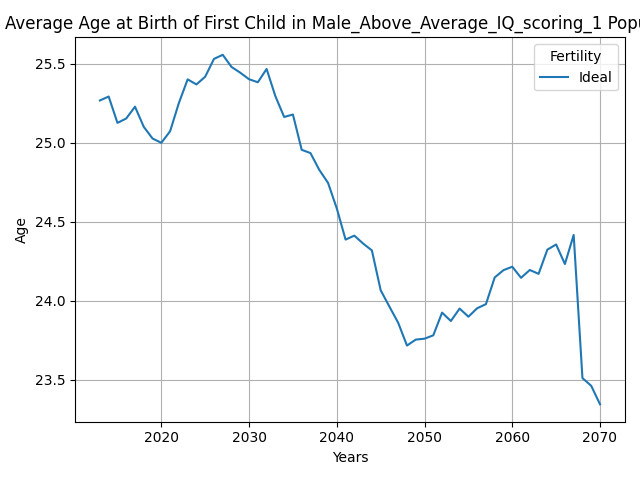 Average Age at Birth of First Child in Male_Above_Average_IQ_scoring_1 Popu
Fertility
Ideal
25.5
25.0
24.5
24.0
23.5
Age
2020 2030 2040 2050 2060 2070
Years